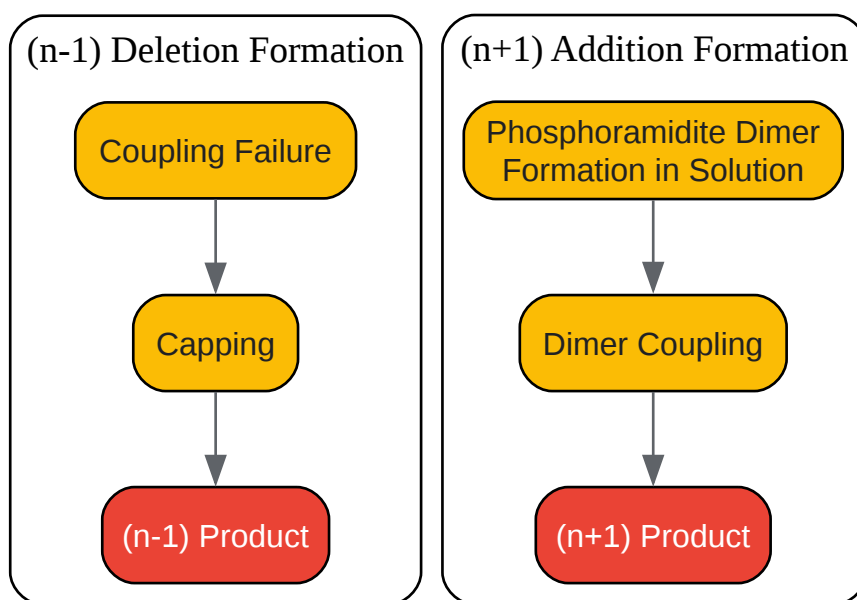 (n-1) Deletion Formation
Coupling Failure
Capping
(n-1) Product
(n+1) Addition Formation
Phosphoramidite Dimer
Formation in Solution
Dimer Coupling
(n+1) Product